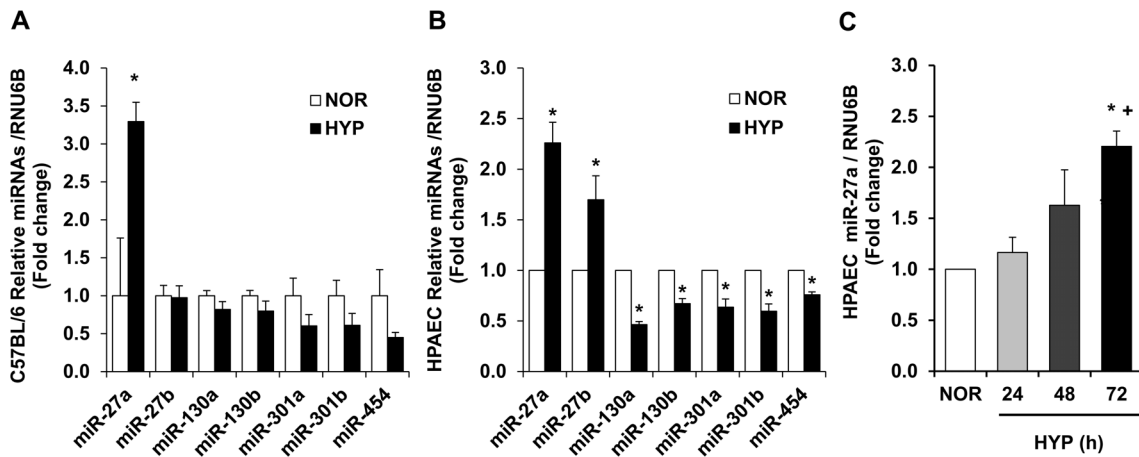 A
C57BL/6 Relative miRNAs /RNU6B
(Fold change)
4.0
3.5
3.0
2.5
2.0
1.5
1.0
0.5
0.0
*
NOR
HYP
miR-27a
miR-27b
miR-130a
miR-130b
miR-301a
miR-301b
miR-454
B
HPAEC Relative miRNAs /RNU6B
(Fold change)
3.0
2.5
2.0
1.5
1.0
0.5
0.0
* * * * * * *
NOR
HYP
miR-27a
miR-27b
miR-130a
miR-130b
miR-301a
miR-301b
miR-454
C
HPAEC miR-27a / RNU6B
(Fold change)
3.0
2.5
2.0
1.5
1.0
0.5
0.0
* +
NOR 24 48 72
HYP (h)